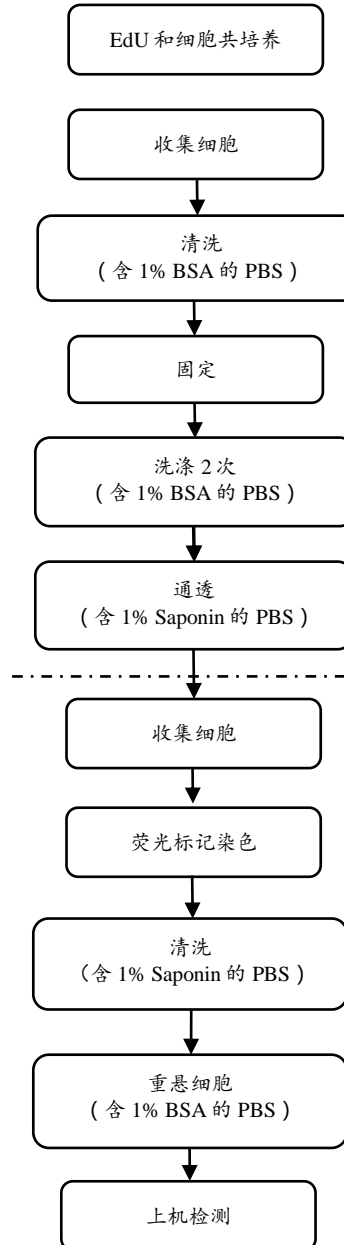 EdU 和细胞共培养
收集细胞
清洗
（含 1% BSA 的 PBS）
固定
洗涤 2 次
（含 1% BSA 的 PBS）
通透
（含 1% Saponin 的 PBS）
收集细胞
荧光标记染色
清洗
（含 1% Saponin 的 PBS）
重悬细胞
（含 1% BSA 的 PBS）
上机检测